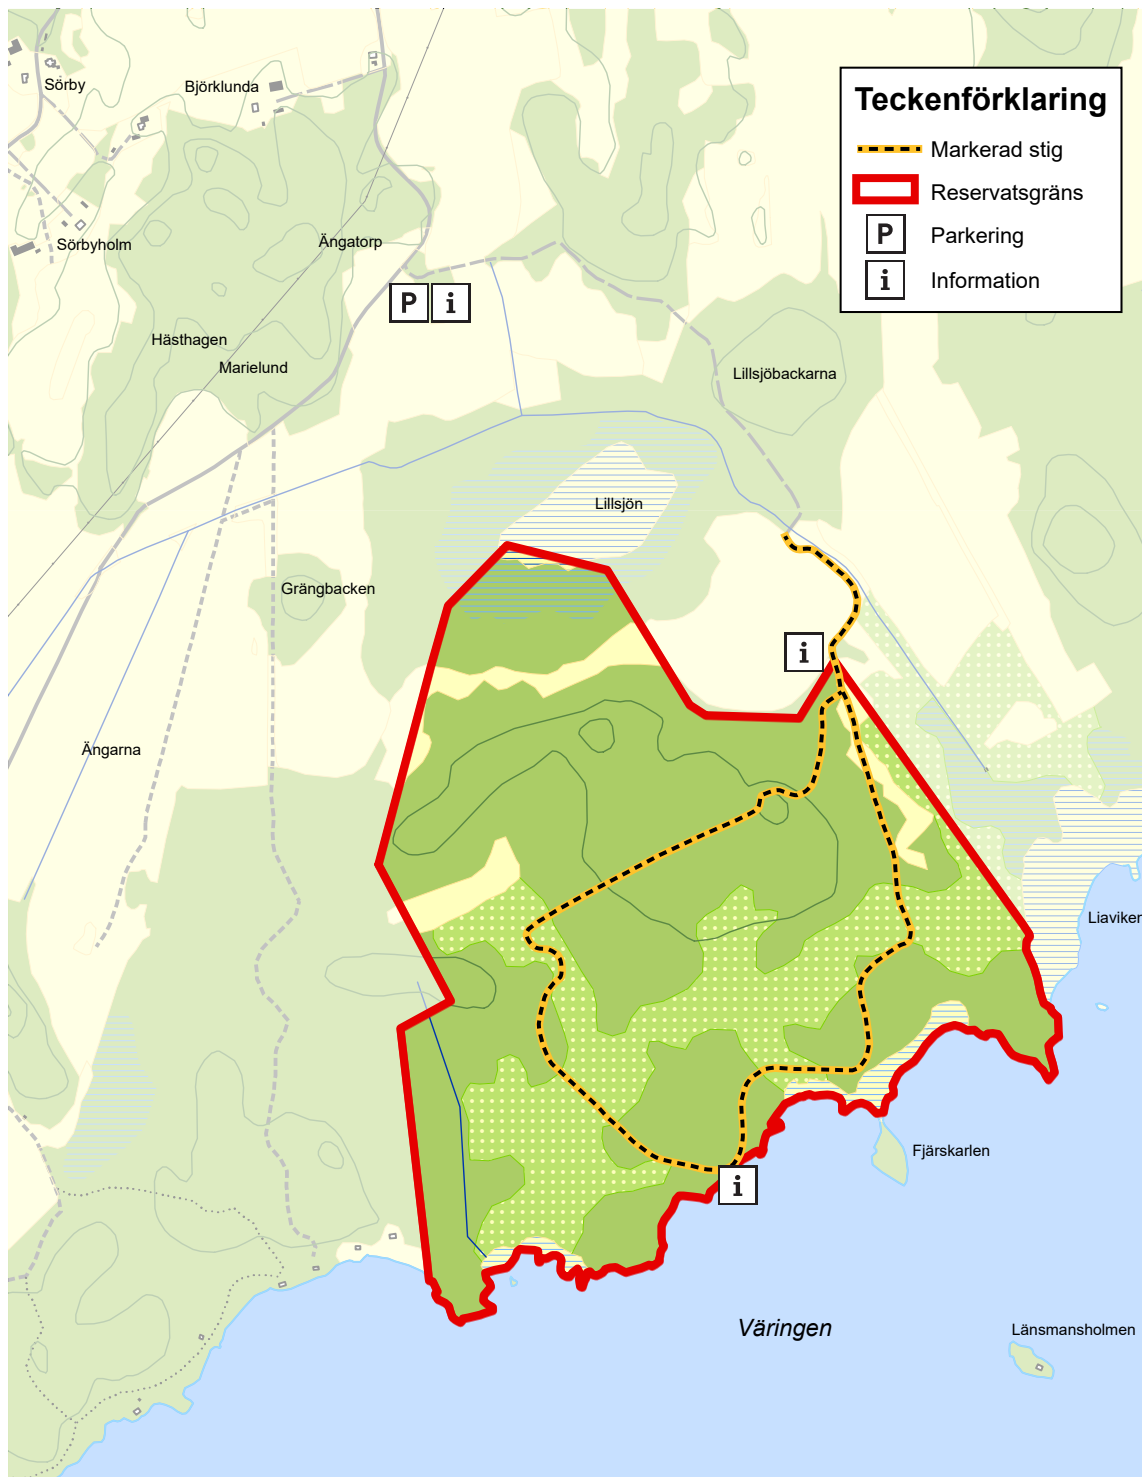 Sörby
Björklunda
Teckenförklaring
Markerad stig
Reservatsgräns
P Parkering
i Information
Sörbyholm
Ängatorp
P i
Hästhagen
Marielund
Lillsjöbackarna
Lillsjön
Grängbacken
i
Ängarna
Liaviken
Fjärskarlen
i
Väringen
Länsmansholmen